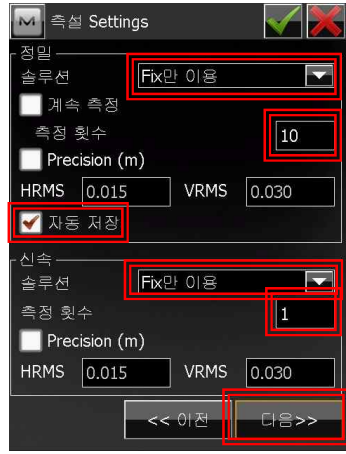 측설 Settings
정밀
솔루션 Fix만 이용
계속 측정
측정 횟수 10
Precision (m)
HRMS 0.015 VRMS 0.030
자동 저장
신속
솔루션 Fix만 이용
측정 횟수 1
Precision (m)
HRMS 0.015 VRMS 0.030
<< 이전 다음>>